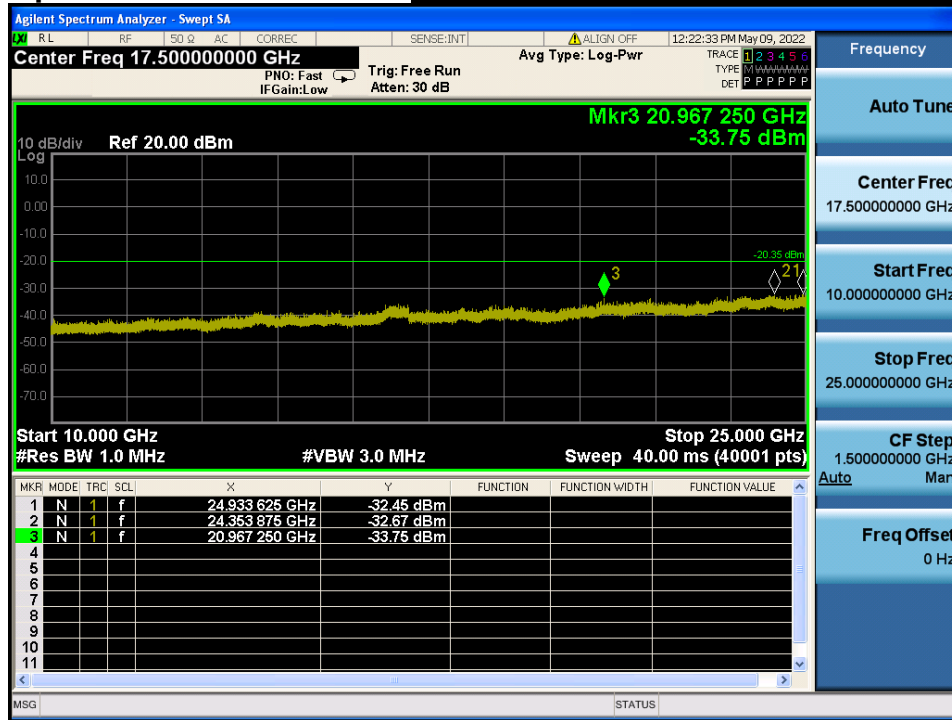 Agilent Spectrum Analyzer - Swept SA
LXI RL RF 50 Ω AC CORREC SENSE:INT ALIGN OFF 12:22:33 PM May 09, 2022
Center Freq 17.500000000 GHz
PNO: Fast
IFGain:Low
Trig: Free Run
Atten: 30 dB
Avg Type: Log-Pwr
TRACE 1 2 3 4 5 6
TYPE M
DET P P P P P P
Mkr3 20.967 250 GHz
-33.75 dBm
10 dB/div Ref 20.00 dBm
Log
10.0
0.00
-10.0
-20.0
-30.0
-40.0
-50.0
-60.0
-70.0
-20.35 dBm
3
2
1
Start 10.000 GHz Stop 25.000 GHz
#Res BW 1.0 MHz #VBW 3.0 MHz Sweep 40.00 ms (40001 pts)
MKR MODE TRC SCL X Y FUNCTION FUNCTION WIDTH FUNCTION VALUE
1 N 1 f 24.933 625 GHz -32.45 dBm
2 N 1 f 24.353 875 GHz -32.67 dBm
3 N 1 f 20.967 250 GHz -33.75 dBm
4
5
6
7
8
9
10
11
MSG STATUS
Frequency
Auto Tune
Center Freq
17.500000000 GHz
Start Freq
10.000000000 GHz
Stop Freq
25.000000000 GHz
CF Step
1.500000000 GHz
Auto Man
Freq Offset
0 Hz